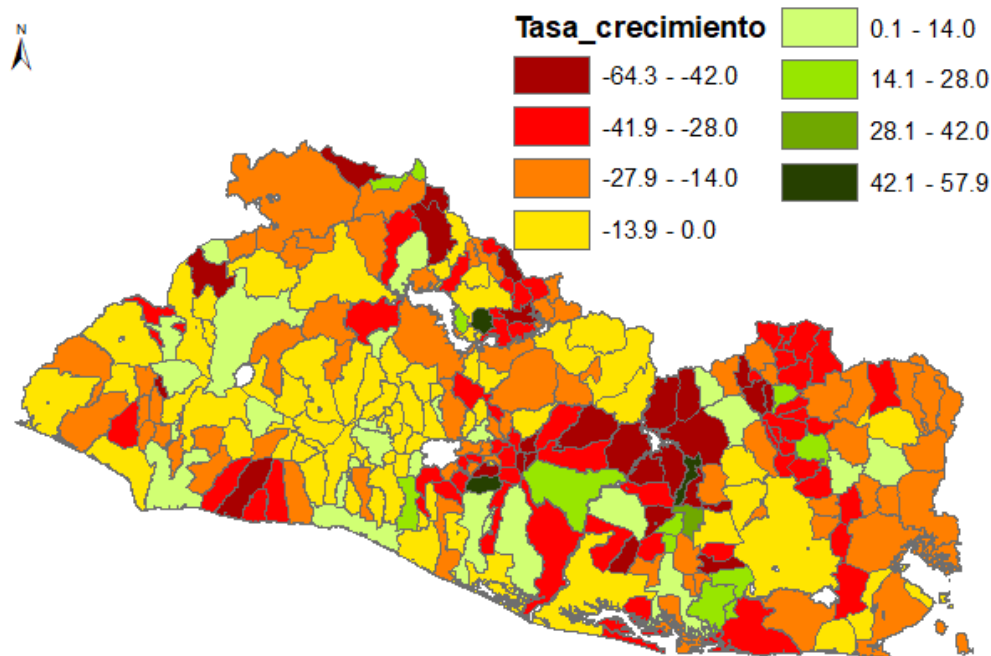 N
Tasa_crecimiento
-64.3 - -42.0
-41.9 - -28.0
-27.9 - -14.0
-13.9 - 0.0
0.1 - 14.0
14.1 - 28.0
28.1 - 42.0
42.1 - 57.9